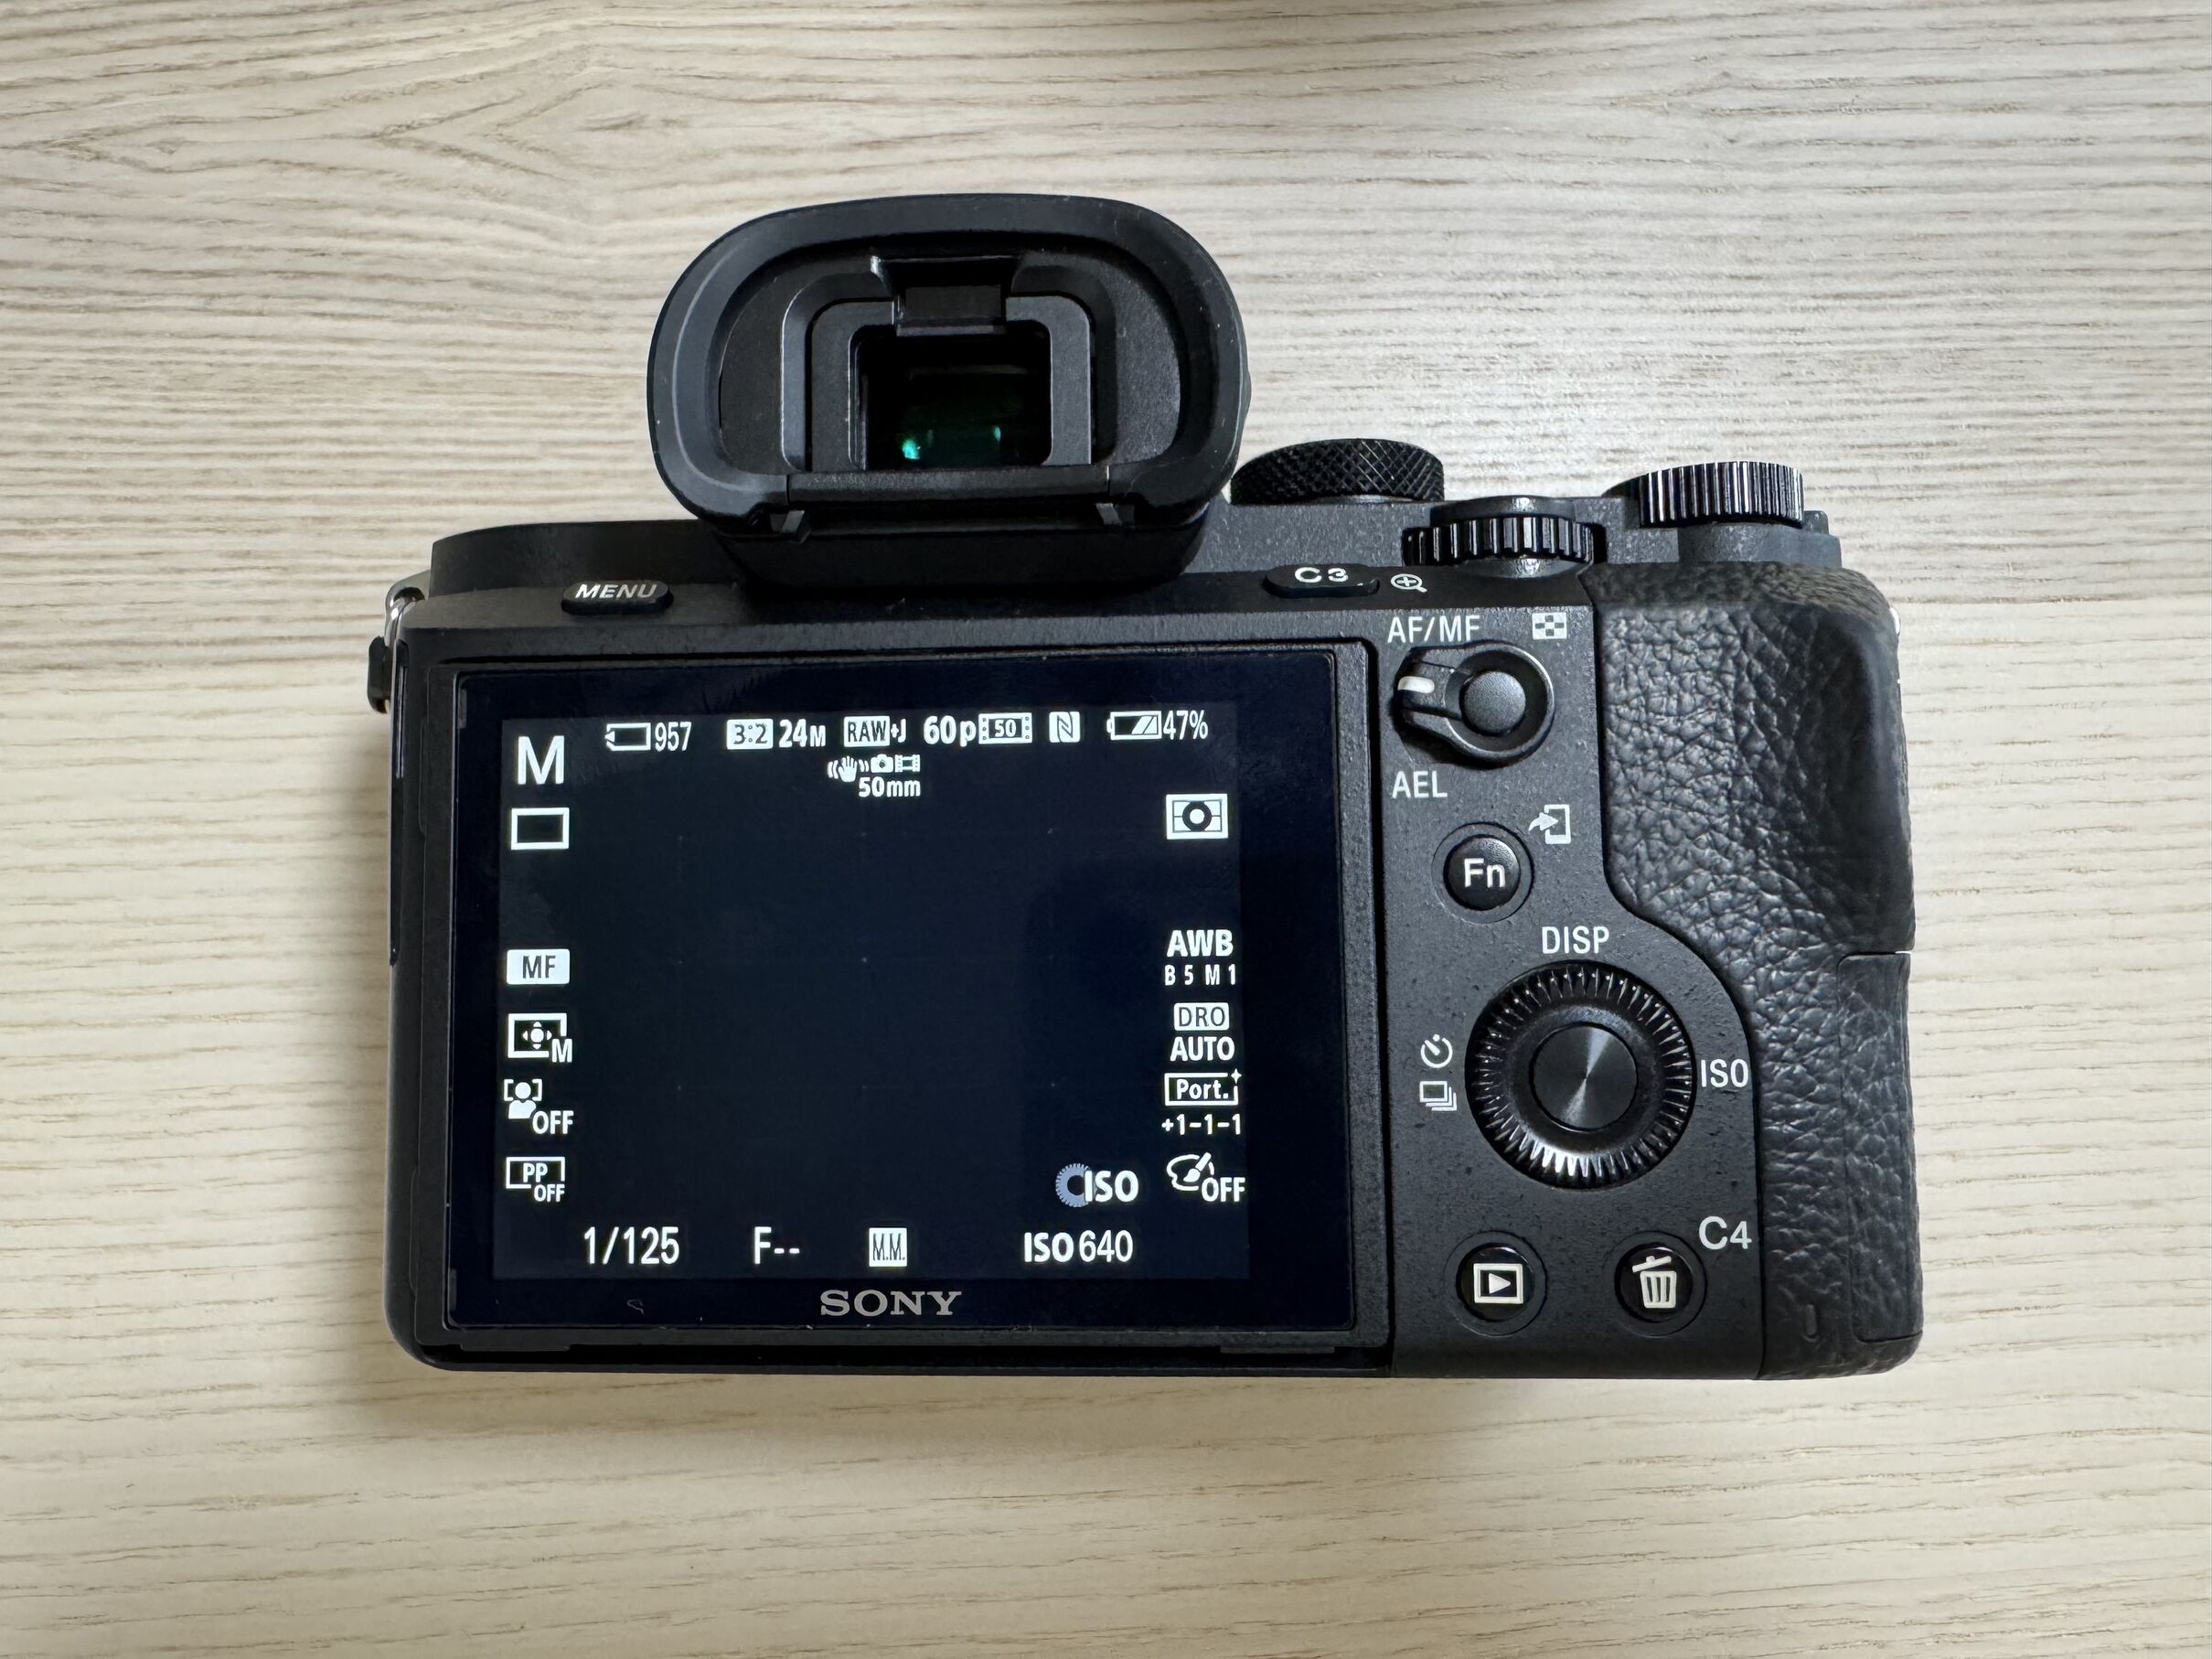 MENU
C3
AF/MF
AEL
Fn
DISP
ISO
C4
M
957
3:2 24M
RAW+J
60p 50
47%
50mm
MF
M
OFF
PP
OFF
AWB
B5 M1
DRO
AUTO
Port.
+1-1-1
OFF
ISO
1/125
F--
M.M.
ISO 640
SONY